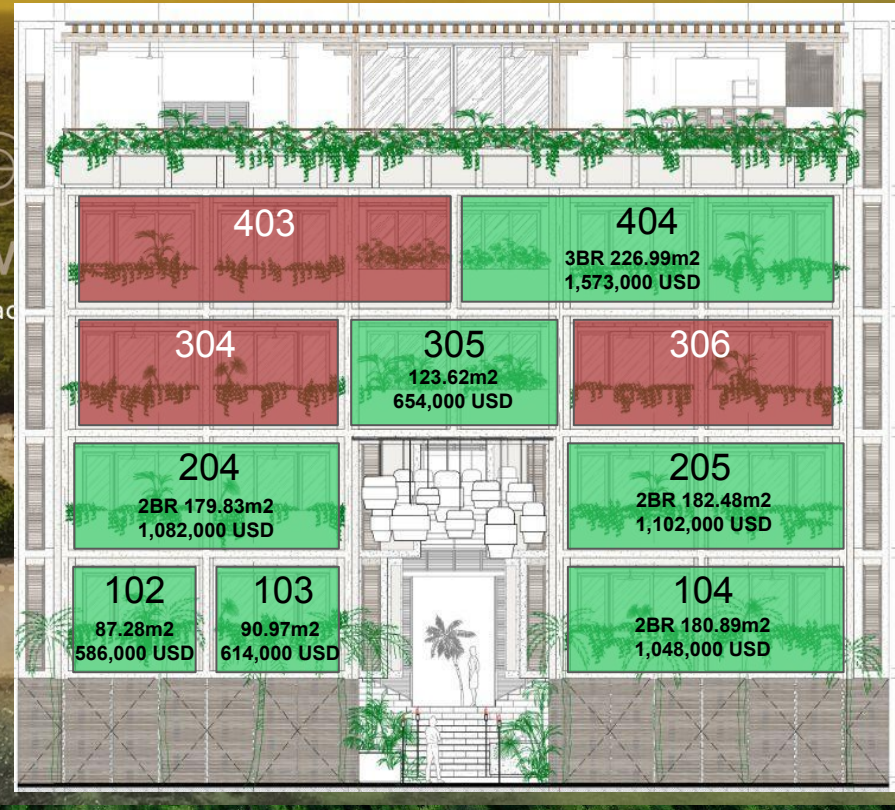 403
404
3BR 226.99m2
1,573,000 USD
304
305
123.62m2
654,000 USD
306
204
2BR 179.83m2
1,082,000 USD
205
2BR 182.48m2
1,102,000 USD
102
87.28m2
586,000 USD
103
90.97m2
614,000 USD
104
2BR 180.89m2
1,048,000 USD